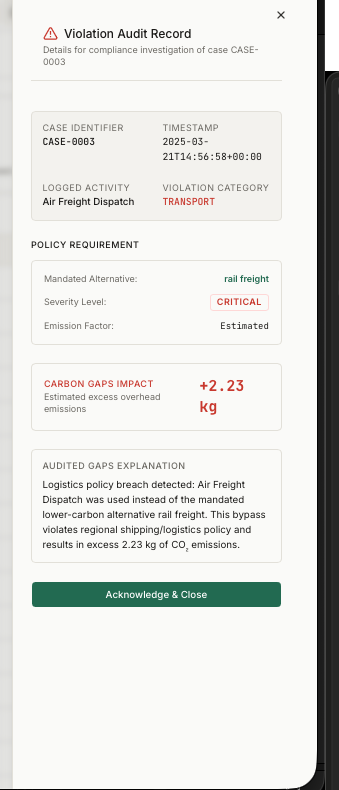 Violation Audit Record
Details for compliance investigation of case CASE-
0003
CASE IDENTIFIER
CASE-0003
TIMESTAMP
2025-03-
21T14:56:58+00:00
LOGGED ACTIVITY
Air Freight Dispatch
VIOLATION CATEGORY
TRANSPORT
POLICY REQUIREMENT
Mandated Alternative: rail freight
Severity Level: CRITICAL
Emission Factor: Estimated
CARBON GAPS IMPACT
Estimated excess overhead
emissions
+2.23
kg
AUDITED GAPS EXPLANATION
Logistics policy breach detected: Air Freight
Dispatch was used instead of the mandated
lower-carbon alternative rail freight. This bypass
violates regional shipping/logistics policy and
results in excess 2.23 kg of CO₂ emissions.
Acknowledge & Close